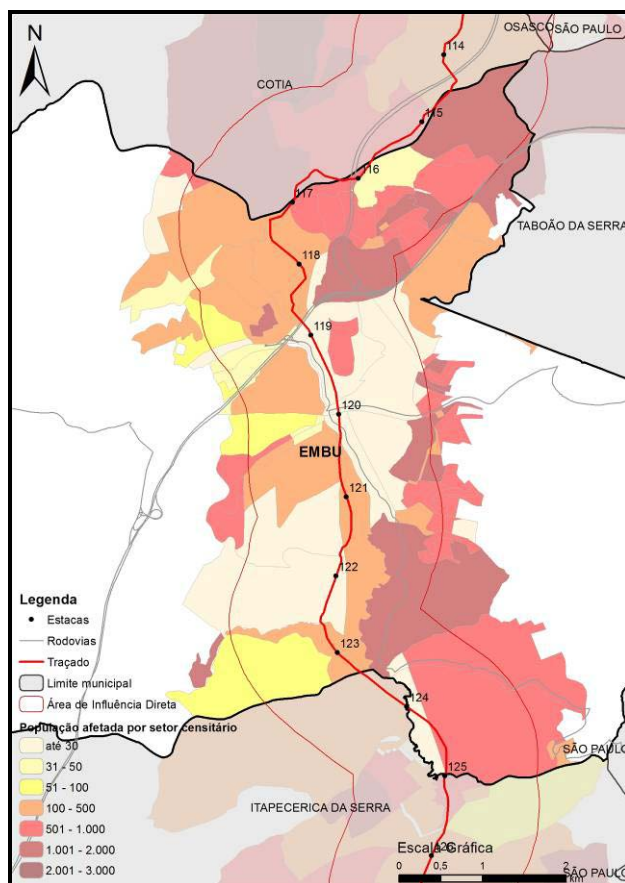 N
OSASCO
SÃO PAULO
114
COTIA
115
116
117
TABOÃO DA SERRA
118
119
120
EMBU
121
122
123
124
125
SÃO PAULO
ITAPECERICA DA SERRA
SÃO PAULO
Legenda
Estacas
Rodovias
Traçado
Limite municipal
Área de Influência Direta
População afetada por setor censitário
até 30
31 - 50
51 - 100
100 - 500
501 - 1.000
1.001 - 2.000
2.001 - 3.000
Escala Gráfica
0 0,5 1 2
km